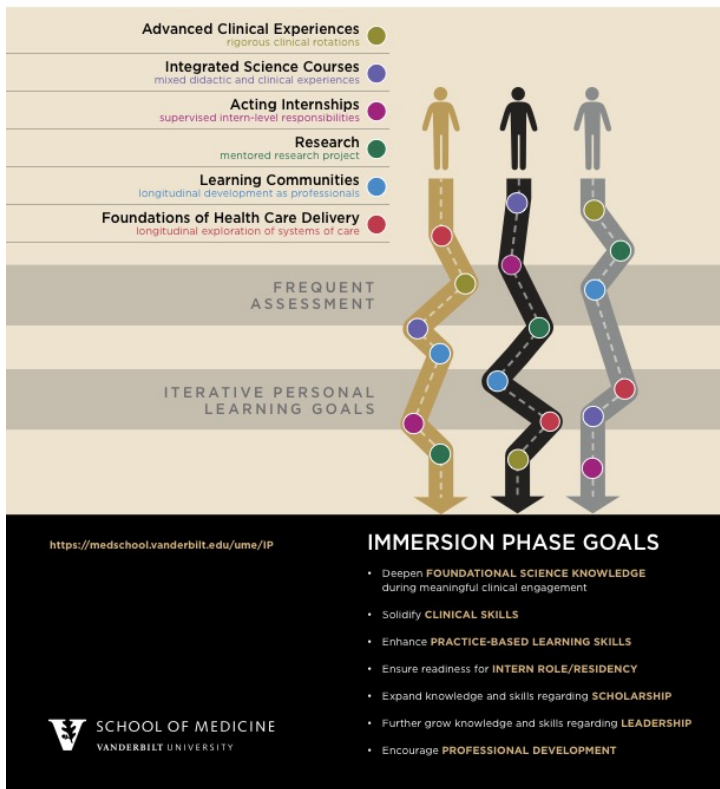 Advanced Clinical Experiences
rigorous clinical rotations
Integrated Science Courses
mixed didactic and clinical experiences
Acting Internships
supervised intern-level responsibilities
Research
mentored research project
Learning Communities
longitudinal development as professionals
Foundations of Health Care Delivery
longitudinal exploration of systems of care
FREQUENT
ASSESSMENT
ITERATIVE PERSONAL
LEARNING GOALS
https://medschool.vanderbilt.edu/ume/IP
IMMERSION PHASE GOALS
• Deepen FOUNDATIONAL SCIENCE KNOWLEDGE
during meaningful clinical engagement
• Solidify CLINICAL SKILLS
• Enhance PRACTICE-BASED LEARNING SKILLS
• Ensure readiness for INTERN ROLE/RESIDENCY
• Expand knowledge and skills regarding SCHOLARSHIP
• Further grow knowledge and skills regarding LEADERSHIP
• Encourage PROFESSIONAL DEVELOPMENT
V SCHOOL OF MEDICINE
VANDERBILT UNIVERSITY